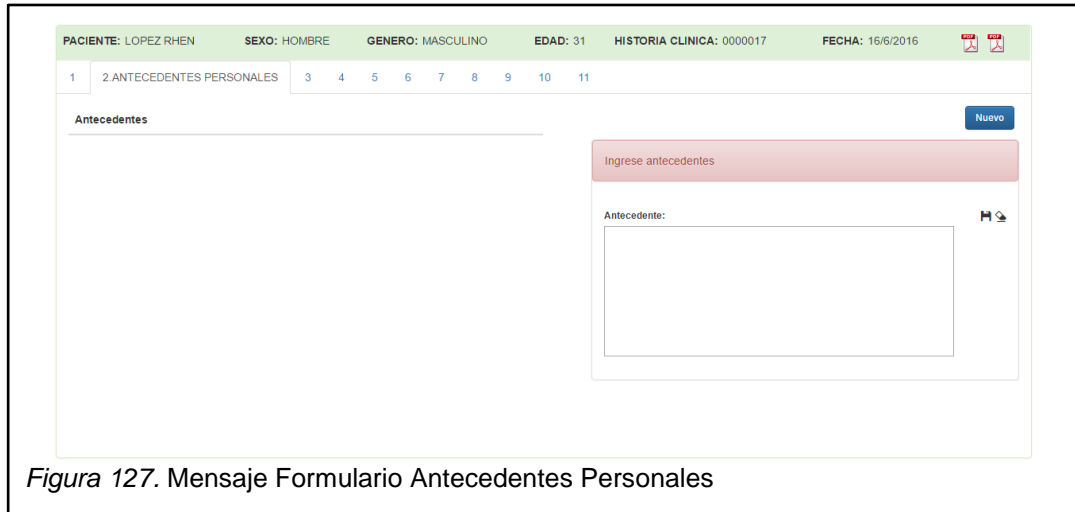 PACIENTE: LOPEZ RHEN SEXO: HOMBRE GENERO: MASCULINO EDAD: 31 HISTORIA CLINICA: 0000017 FECHA: 16/6/2016 PDF PDF
1 2.ANTECEDENTES PERSONALES 3 4 5 6 7 8 9 10 11
Antecedentes
Nuevo
Ingrese antecedentes
Antecedente:
Figura 127. Mensaje Formulario Antecedentes Personales